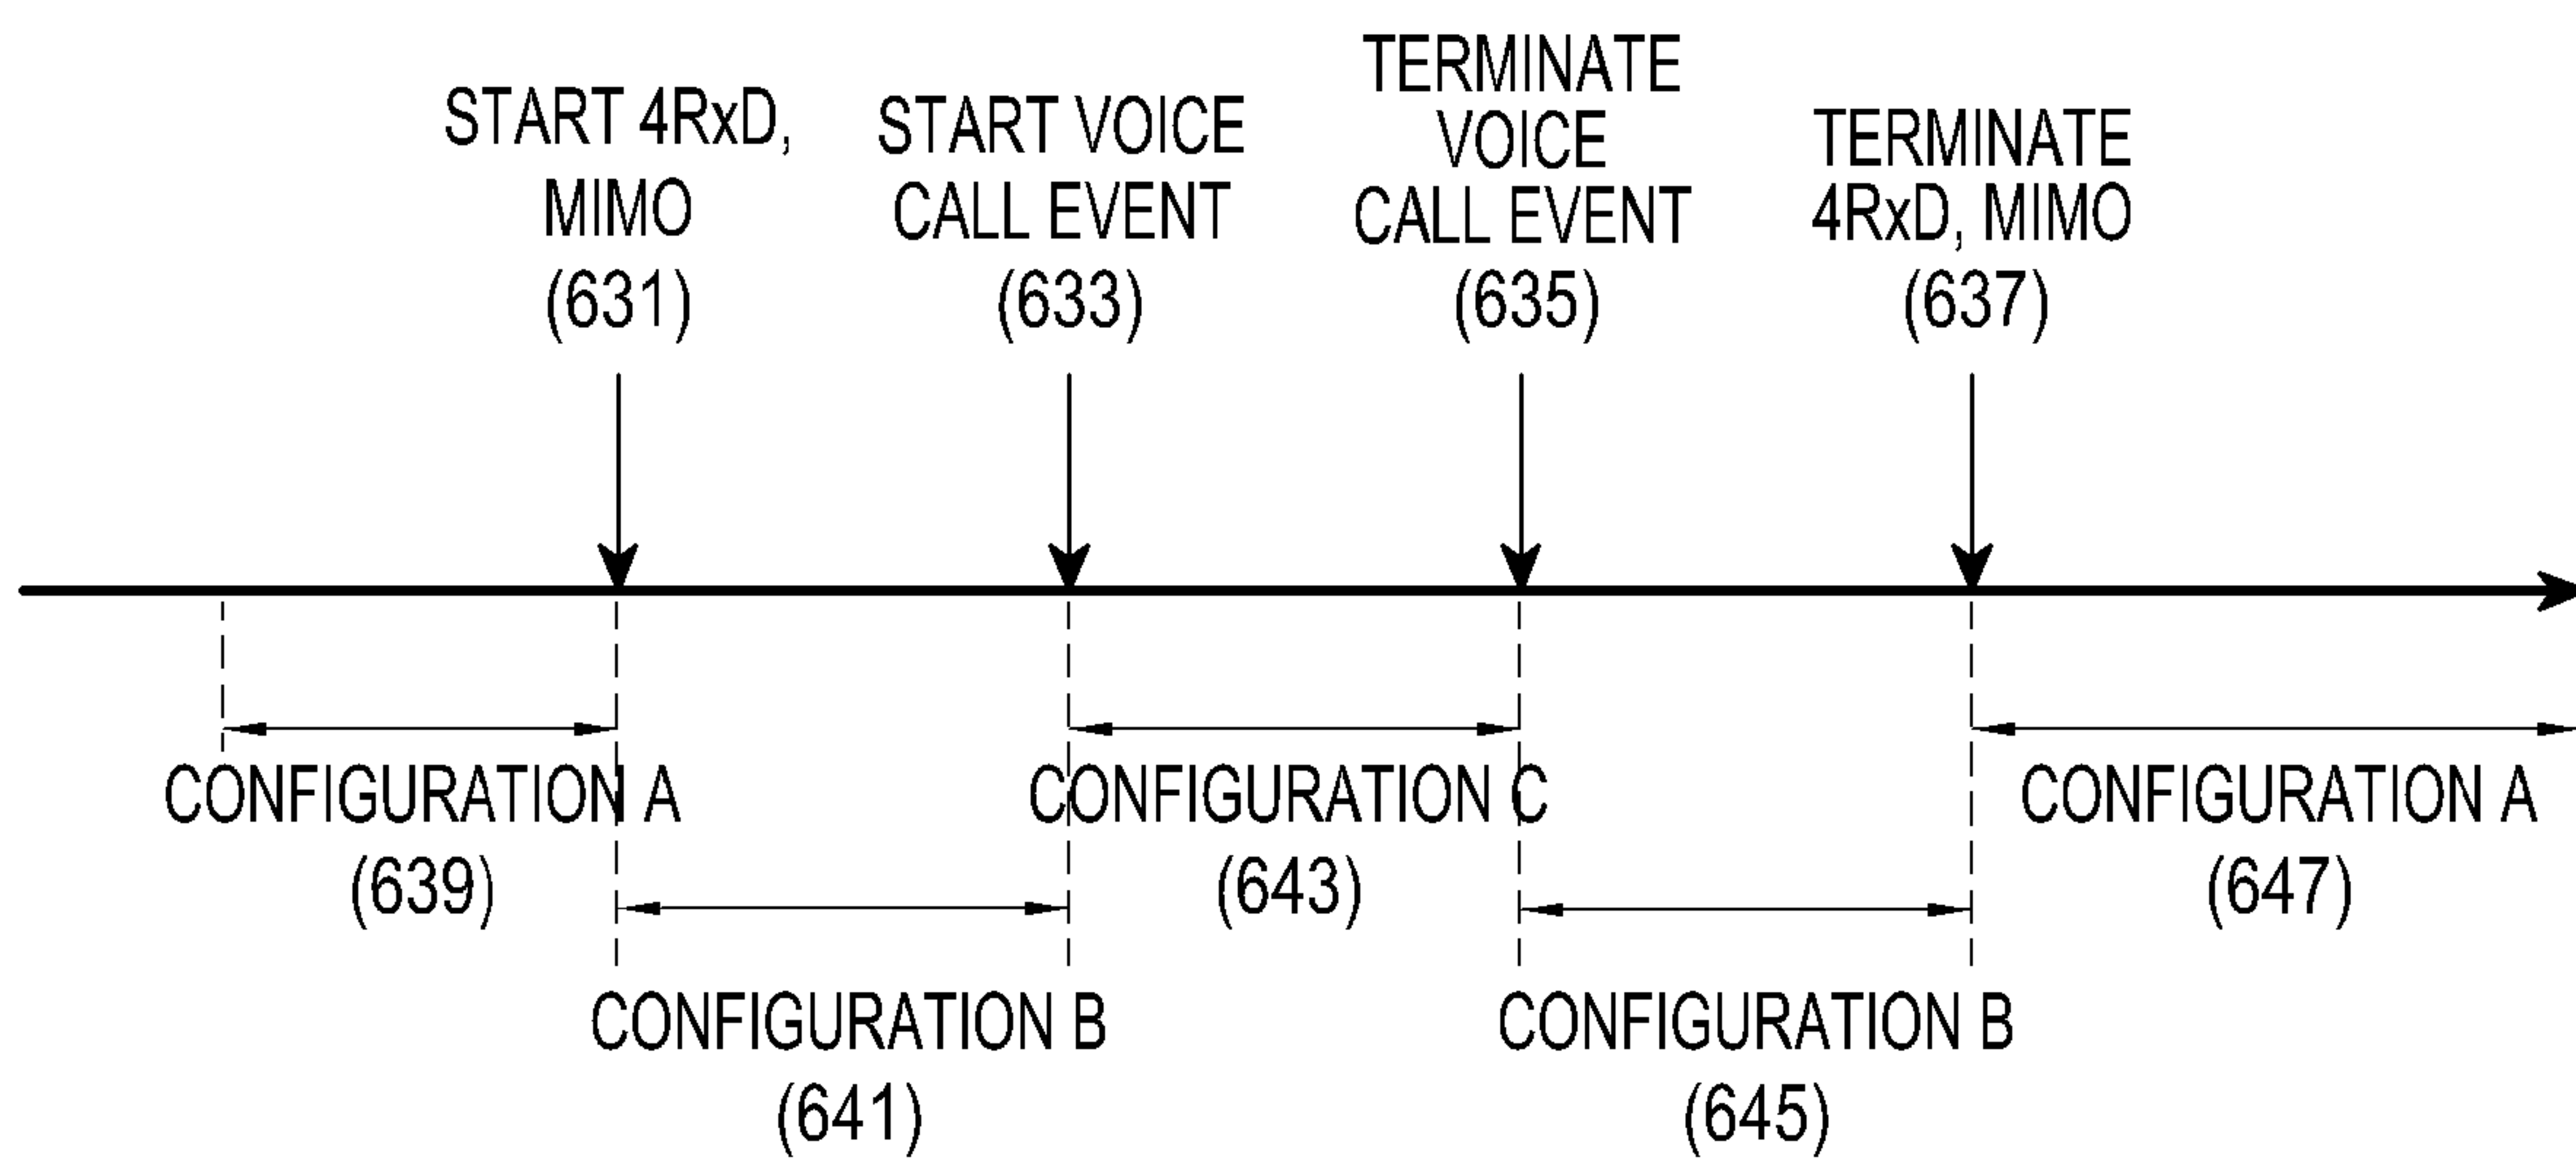 START 4RxD,
MIMO
(631)
START VOICE
CALL EVENT
(633)
TERMINATE
VOICE
CALL EVENT
(635)
TERMINATE
4RxD, MIMO
(637)
CONFIGURATION A
(639)
CONFIGURATION B
(641)
CONFIGURATION C
(643)
CONFIGURATION B
(645)
CONFIGURATION A
(647)